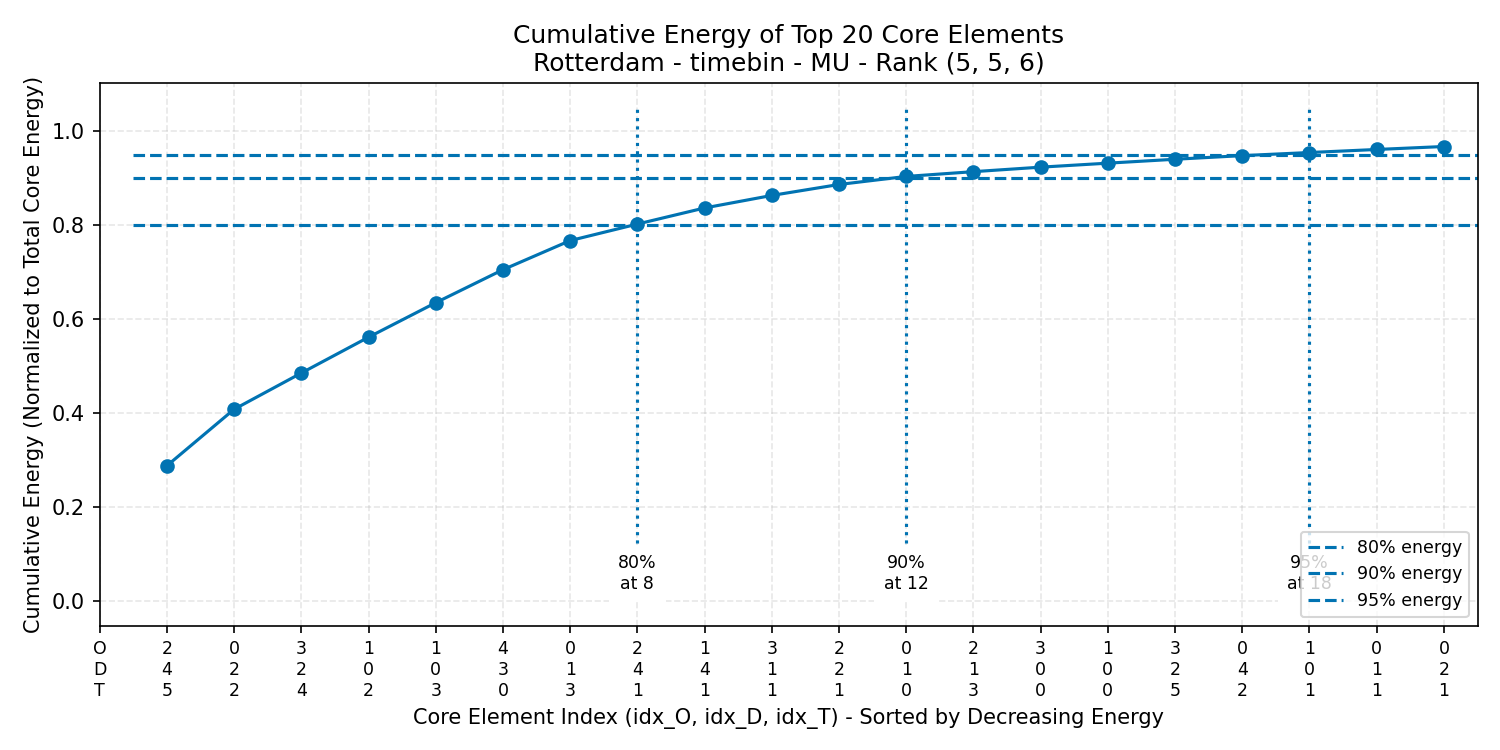 Cumulative Energy of Top 20 Core Elements
Rotterdam - timebin - MU - Rank (5, 5, 6)
Cumulative Energy (Normalized to Total Core Energy)
1.0
0.8
0.6
0.4
0.2
0.0
80%
at 8
90%
at 12
95%
at 18
80% energy
90% energy
95% energy
O 2 0 3 1 1 4 0 2 1 3 2 0 2 3 1 3 0 1 0 0
D 4 2 2 0 0 3 1 4 4 1 2 1 1 0 0 2 4 0 1 2
T 5 2 4 2 3 0 3 1 1 1 1 0 3 0 0 5 2 1 1 1
Core Element Index (idx_O, idx_D, idx_T) - Sorted by Decreasing Energy